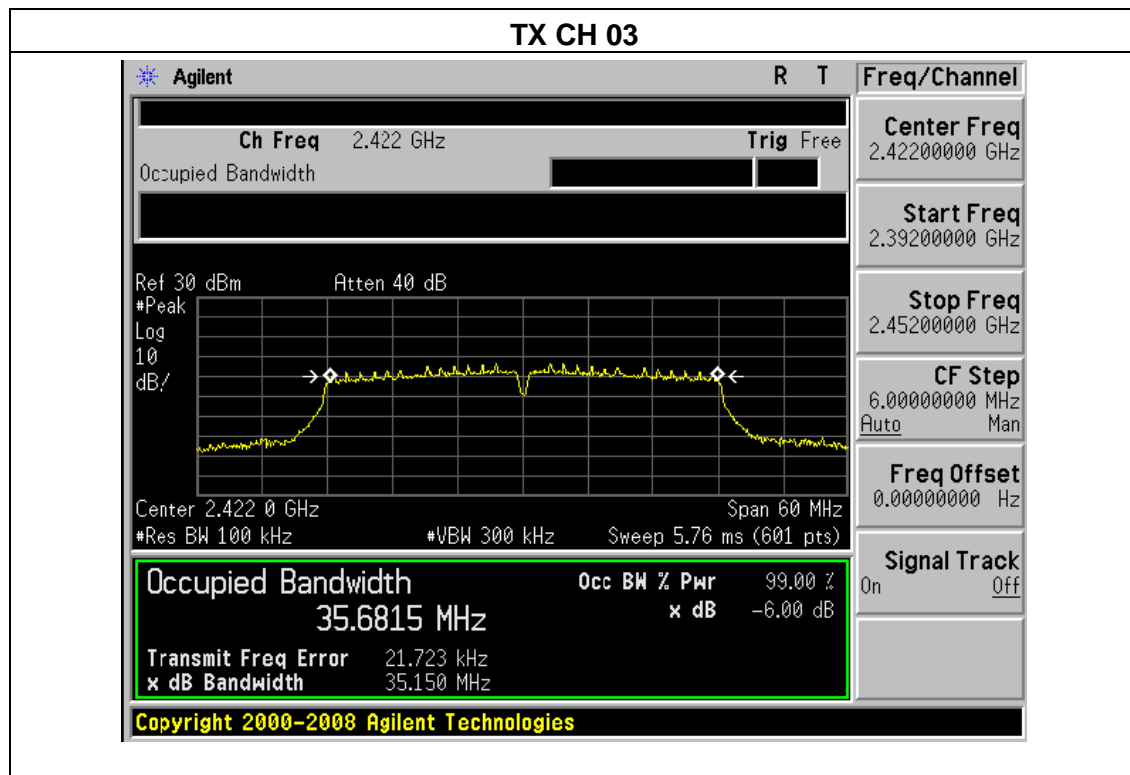 TX CH 03
Agilent R T Freq/Channel
Ch Freq 2.422 GHz Trig Free
Occupied Bandwidth
Center Freq
2.42200000 GHz
Start Freq
2.39200000 GHz
Stop Freq
2.45200000 GHz
CF Step
6.00000000 MHz
Auto Man
Freq Offset
0.00000000 Hz
Signal Track
On Off
Ref 30 dBm Atten 40 dB
#Peak
Log
10
dB/
Center 2.422 0 GHz Span 60 MHz
#Res BW 100 kHz #VBW 300 kHz Sweep 5.76 ms (601 pts)
Occupied Bandwidth Occ BW % Pwr 99.00 %
35.6815 MHz x dB -6.00 dB
Transmit Freq Error 21.723 kHz
x dB Bandwidth 35.150 MHz
Copyright 2000-2008 Agilent Technologies